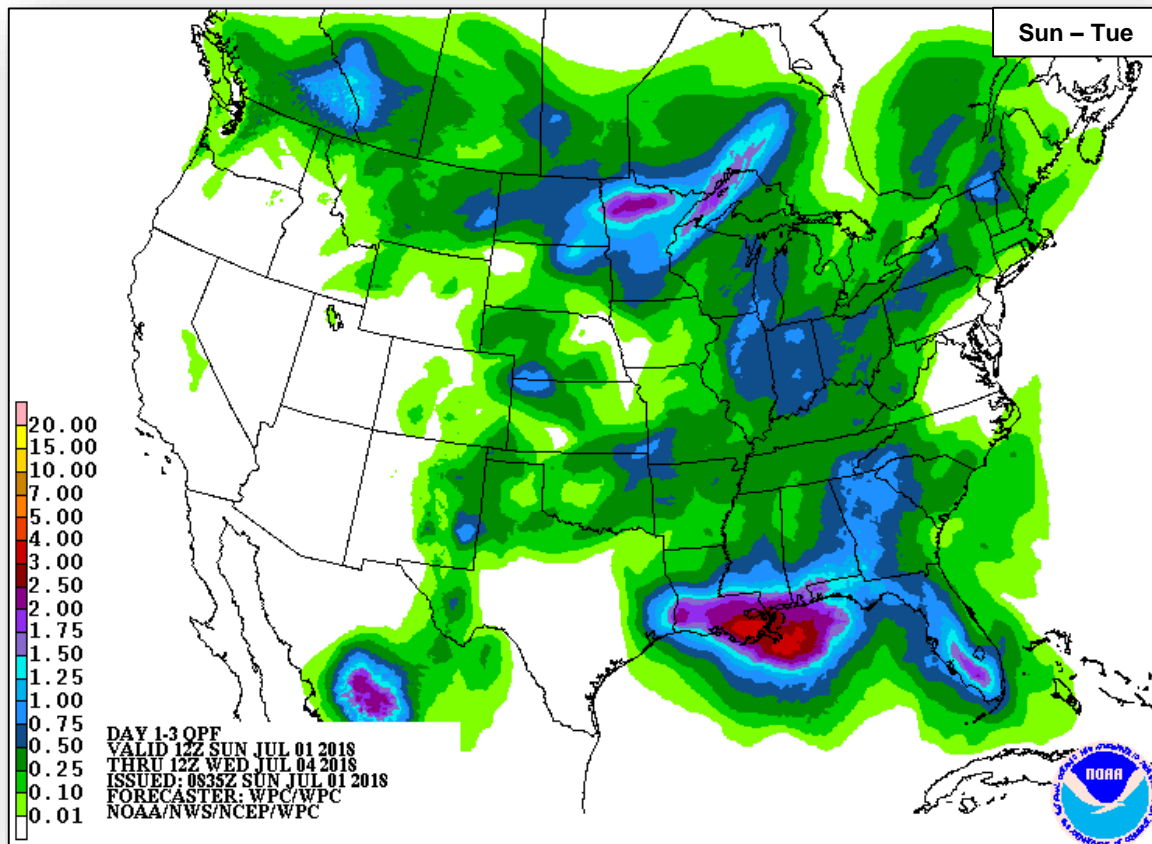 Sun – Tue
20.00
15.00
10.00
7.00
5.00
4.00
3.00
2.50
2.00
1.75
1.50
1.25
1.00
0.75
0.50
0.25
0.10
0.01
DAY 1-3 QPF
VALID 12Z SUN JUL 01 2018
THRU 12Z WED JUL 04 2018
ISSUED: 0835Z SUN JUL 01 2018
FORECASTER: WPC/WPC
NOAA/NWS/NCEP/WPC
NOAA